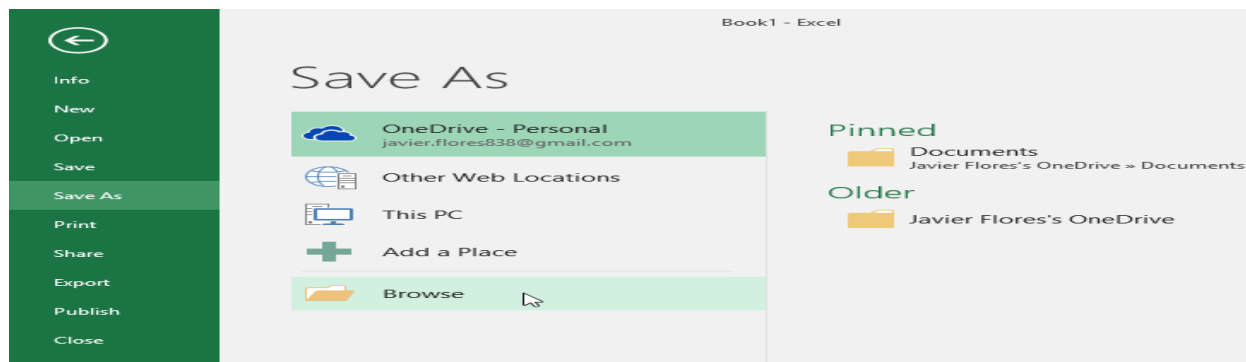 Book1 - Excel
Info
New
Open
Save
Save As
Print
Share
Export
Publish
Close
Save As
OneDrive - Personal
javier.flores838@gmail.com
Other Web Locations
This PC
Add a Place
Browse
Pinned
Documents
Javier Flores's OneDrive » Documents
Older
Javier Flores's OneDrive